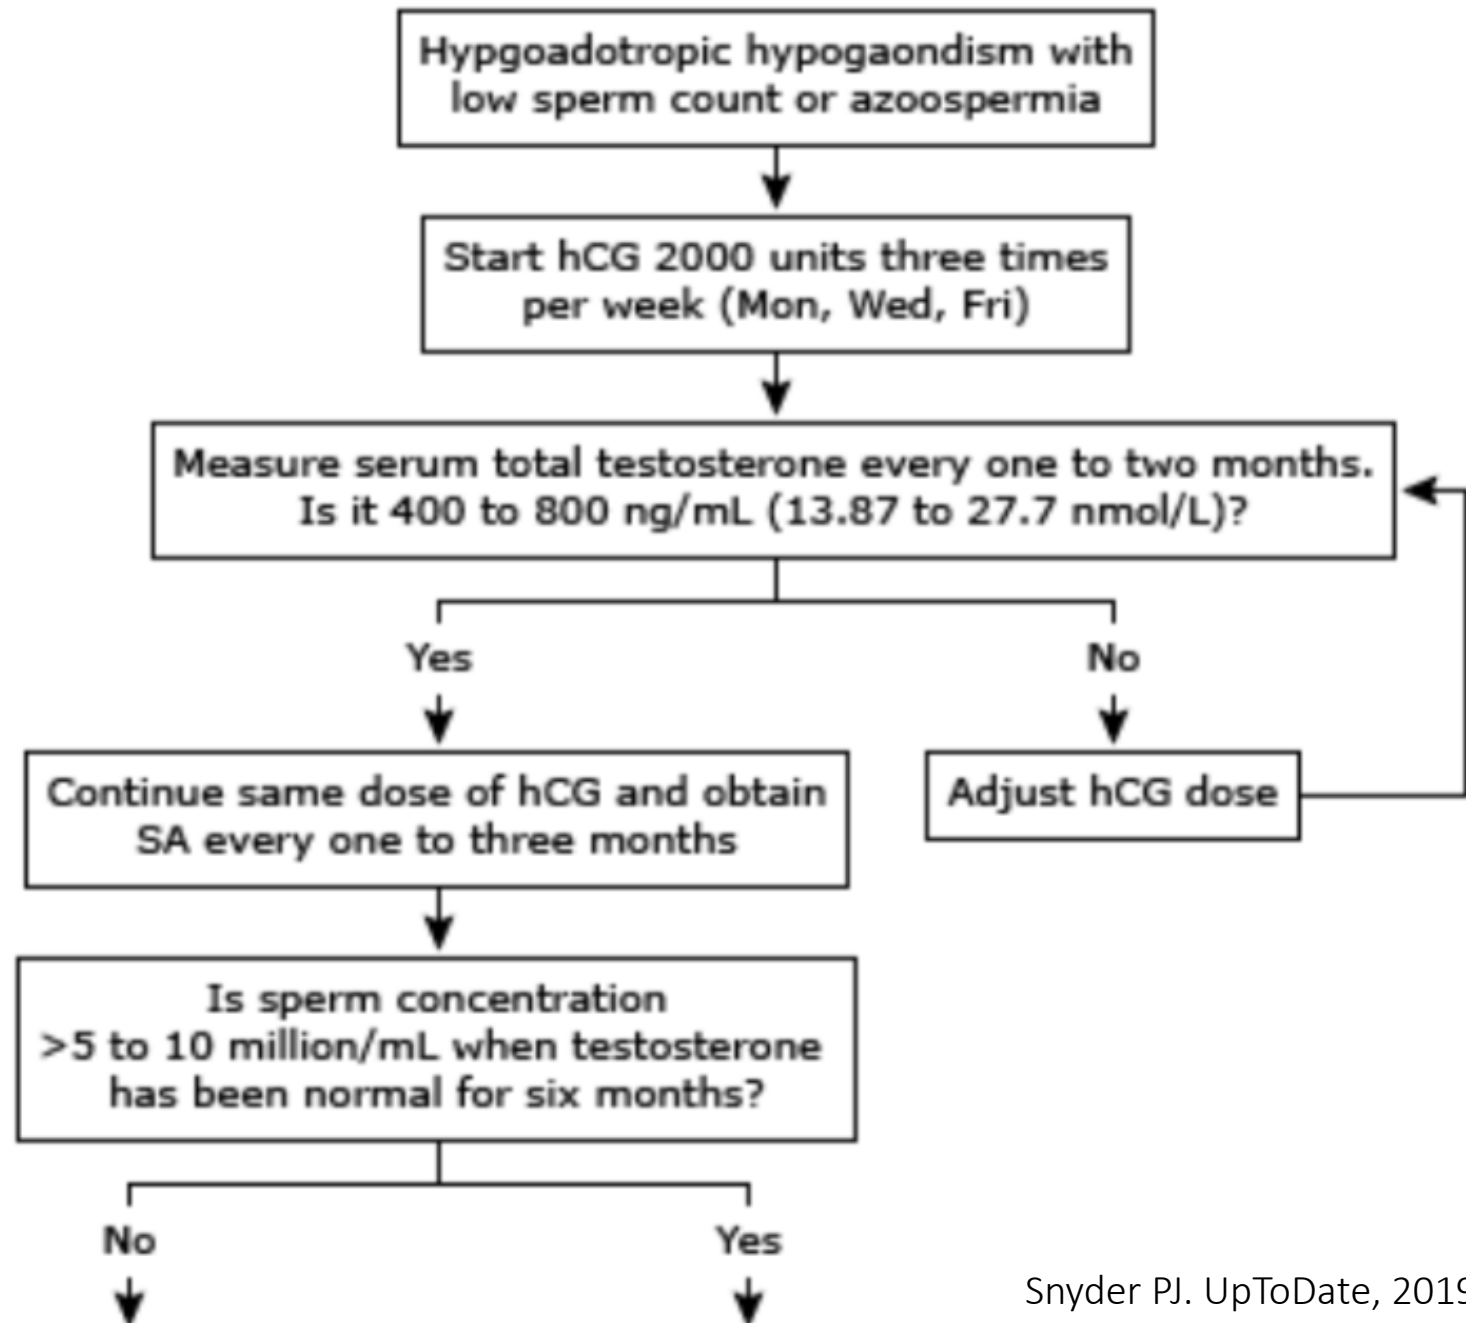 Hypgoadotropic hypogaondism with
low sperm count or azoospermia
Start hCG 2000 units three times
per week (Mon, Wed, Fri)
Measure serum total testosterone every one to two months.
Is it 400 to 800 ng/mL (13.87 to 27.7 nmol/L)?
Yes
No
Continue same dose of hCG and obtain
SA every one to three months
Adjust hCG dose
Is sperm concentration
>5 to 10 million/mL when testosterone
has been normal for six months?
No
Yes
Snyder PJ. UpToDate, 2019